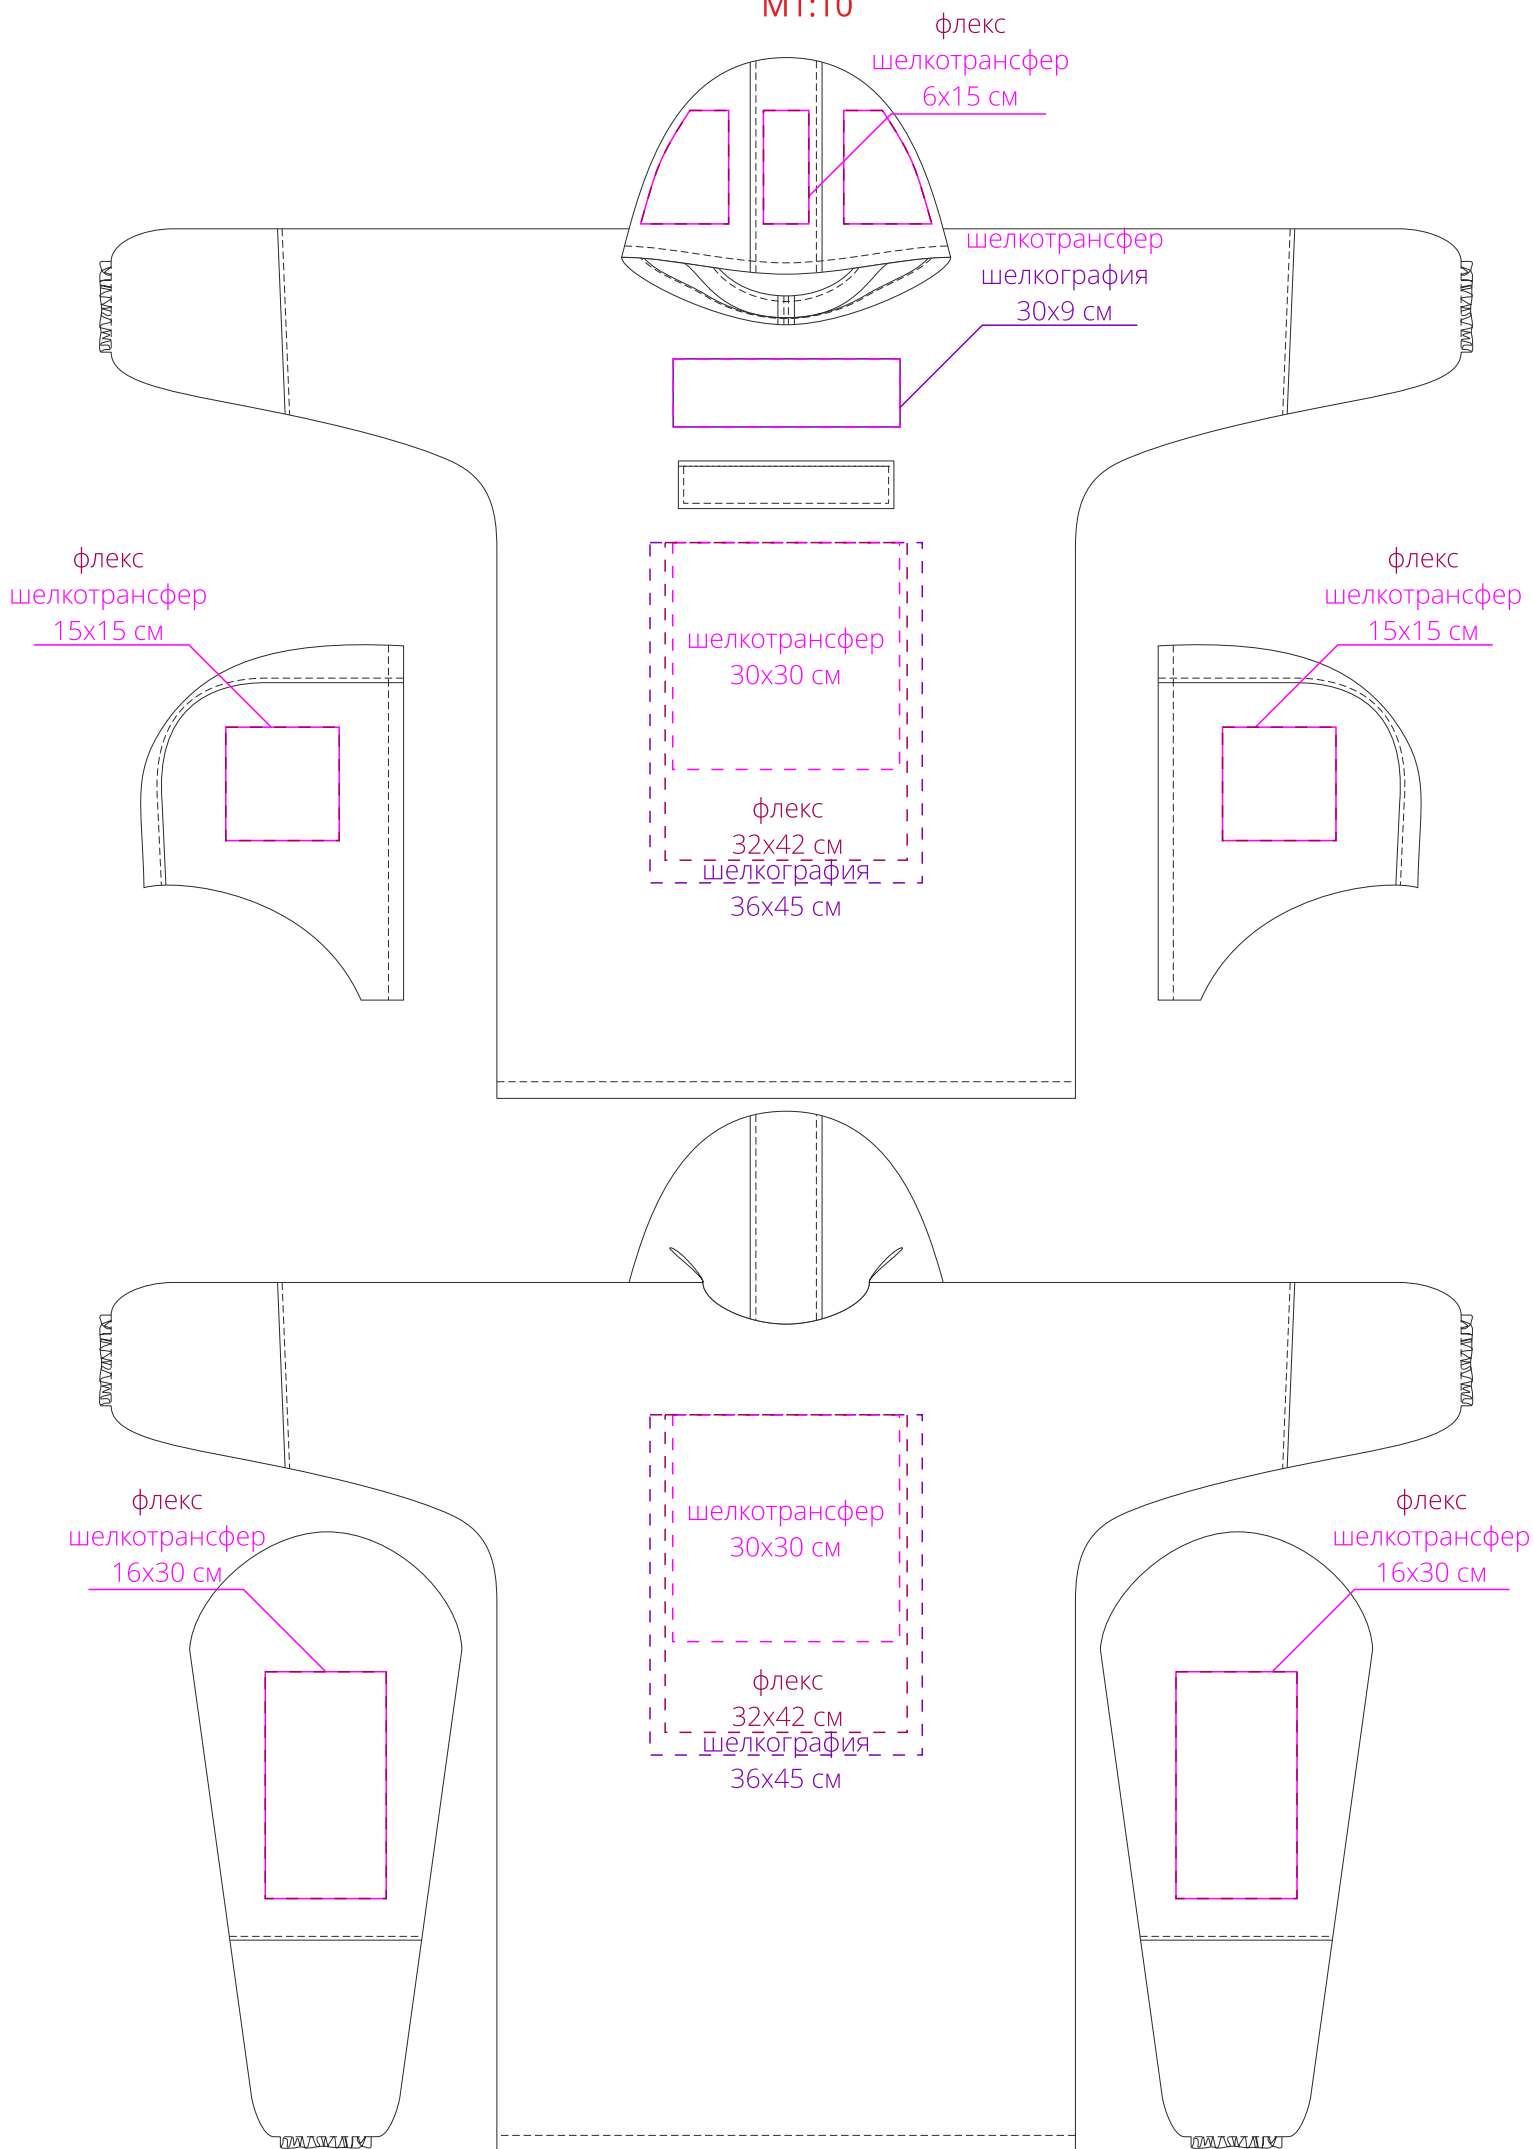 М1:10
флекс
шелкотрансфер
6х15 см
шелкотрансфер
шелкография
30х9 см
флекс
шелкотрансфер
15х15 см
флекс
шелкотрансфер
15х15 см
шелкотрансфер
30х30 см
флекс
32х42 см
шелкография
36х45 см
флекс
шелкотрансфер
16х30 см
шелкотрансфер
30х30 см
флекс
шелкотрансфер
16х30 см
флекс
32х42 см
шелкография
36х45 см